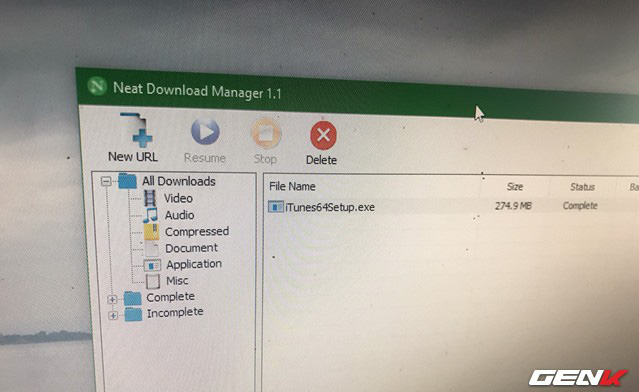 Neat Download Manager 1.1
New URL Resume Stop Delete
All Downloads
Video
Audio
Compressed
Document
Application
Misc
Complete
Incomplete
File Name Size Status Ba
iTunes64Setup.exe 274.9 MB Complete
GENK